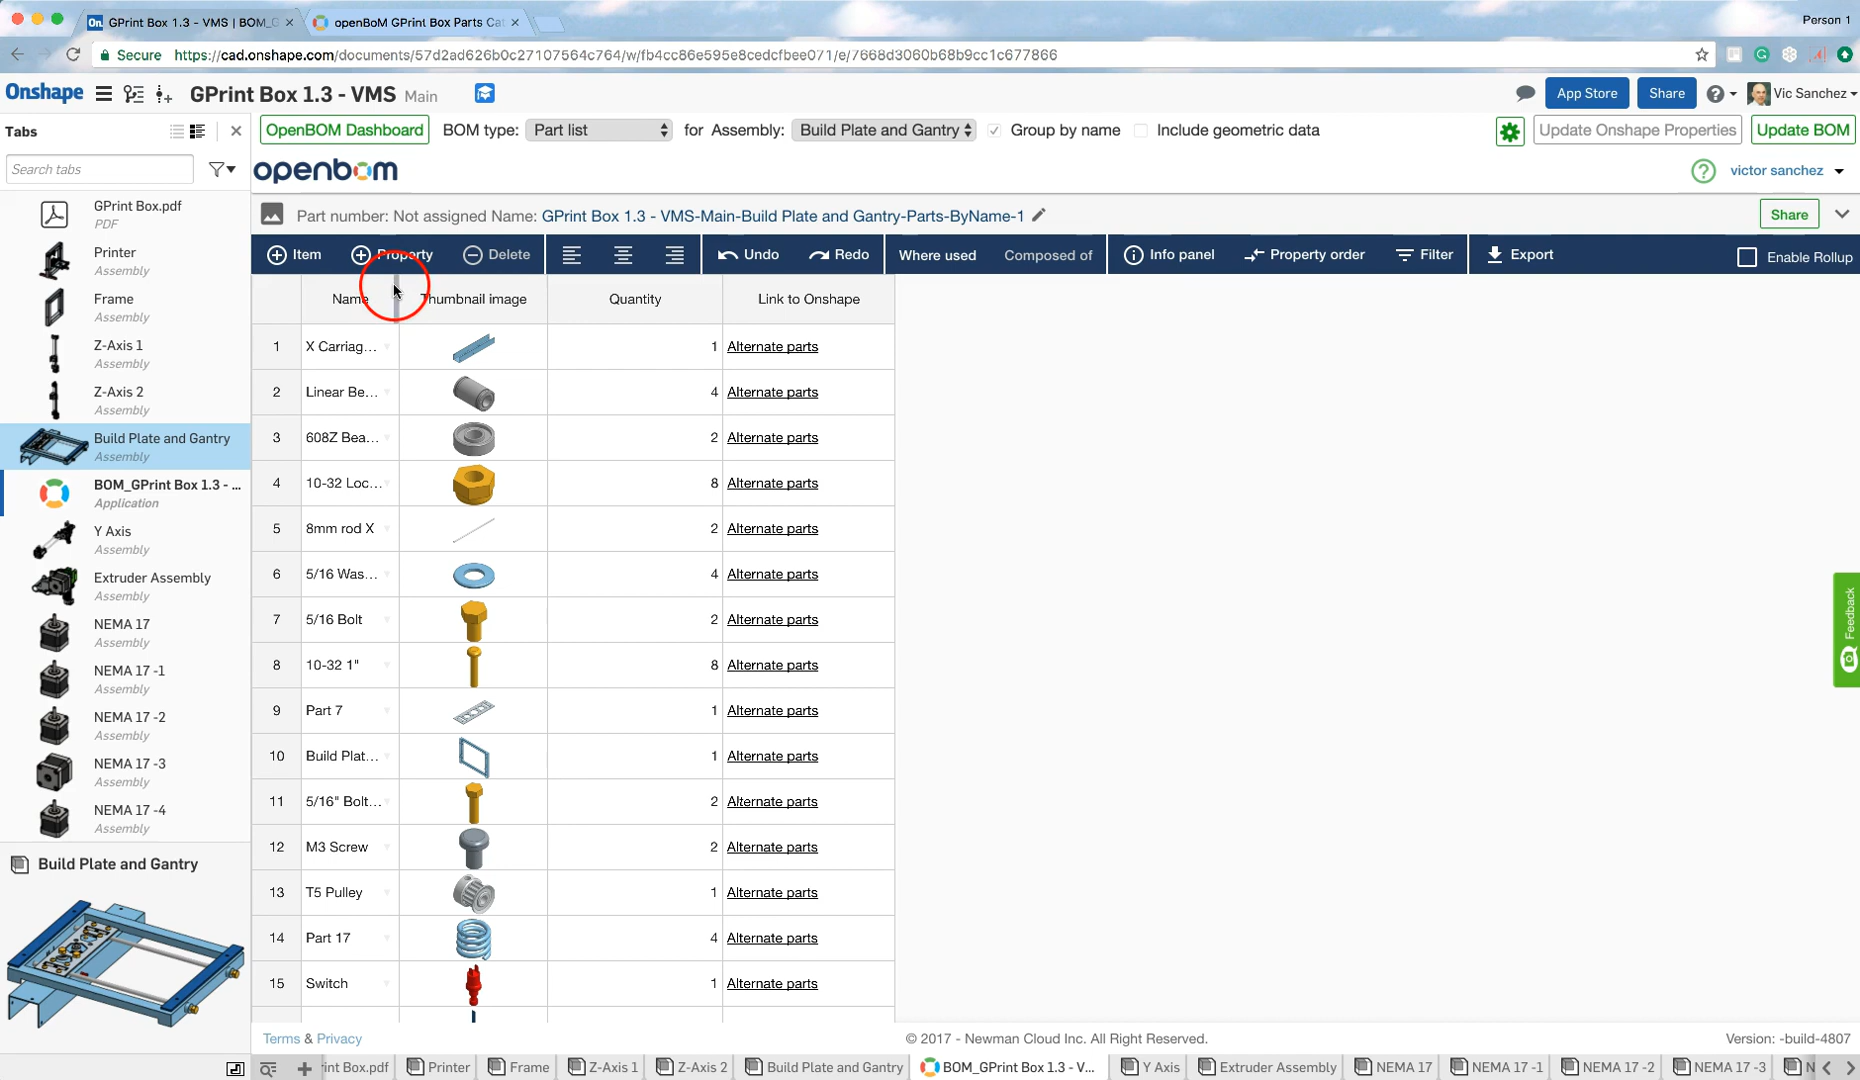 GPrint Box 1.3 - VMS | BOM_G
openBoM GPrint Box Parts Cat
Person 1
Secure https://cad.onshape.com/documents/57d2ad626b0c27107564c764/w/fb4cc86e595e8cedcfbee071/e/7668d3060b68b9cc1c677866
Onshape GPrint Box 1.3 - VMS Main
App Store Share Vic Sanchez
Tabs
OpenBOM Dashboard BOM type: Part list for Assembly: Build Plate and Gantry Group by name Include geometric data Update Onshape Properties Update BOM
Search tabs
openbom
victor sanchez
Part number: Not assigned Name: GPrint Box 1.3 - VMS-Main-Build Plate and Gantry-Parts-ByName-1
Share
Item Property Delete Undo Redo Where used Composed of Info panel Property order Filter Export Enable Rollup
Name Thumbnail image Quantity Link to Onshape
1 X Carriag... 1 Alternate parts
2 Linear Be... 4 Alternate parts
3 608Z Bea... 2 Alternate parts
4 10-32 Loc... 8 Alternate parts
5 8mm rod X 2 Alternate parts
6 5/16 Was... 4 Alternate parts
7 5/16 Bolt 2 Alternate parts
8 10-32 1" 8 Alternate parts
9 Part 7 1 Alternate parts
10 Build Plat... 1 Alternate parts
11 5/16" Bolt... 2 Alternate parts
12 M3 Screw 2 Alternate parts
13 T5 Pulley 1 Alternate parts
14 Part 17 4 Alternate parts
15 Switch 1 Alternate parts
GPrint Box.pdf
PDF
Printer
Assembly
Frame
Assembly
Z-Axis 1
Assembly
Z-Axis 2
Assembly
Build Plate and Gantry
Assembly
BOM_GPrint Box 1.3 - ...
Application
Y Axis
Assembly
Extruder Assembly
Assembly
NEMA 17
Assembly
NEMA 17 -1
Assembly
NEMA 17 -2
Assembly
NEMA 17 -3
Assembly
NEMA 17 -4
Assembly
Build Plate and Gantry
Feedback
Terms & Privacy
© 2017 - Newman Cloud Inc. All Right Reserved.
Version: -build-4807
int Box.pdf Printer Frame Z-Axis 1 Z-Axis 2 Build Plate and Gantry BOM_GPrint Box 1.3 - V... Y Axis Extruder Assembly NEMA 17 NEMA 17 -1 NEMA 17 -2 NEMA 17 -3 N